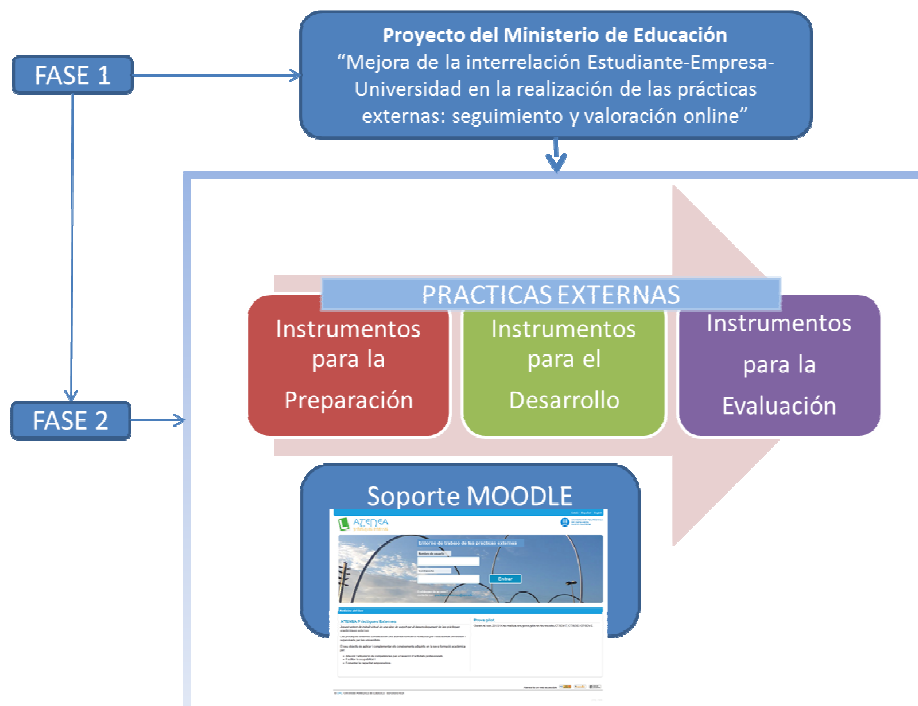 Proyecto del Ministerio de Educación
“Mejora de la interrelación Estudiante-Empresa-
Universidad en la realización de las prácticas
externas: seguimiento y valoración online”
FASE 1
PRACTICAS EXTERNAS
Instrumentos
para la
Preparación
Instrumentos
para el
Desarrollo
Instrumentos
para la
Evaluación
FASE 2
Soporte MOODLE
ATENEA
Entorno de trabajo de las prácticas externas
Entrar